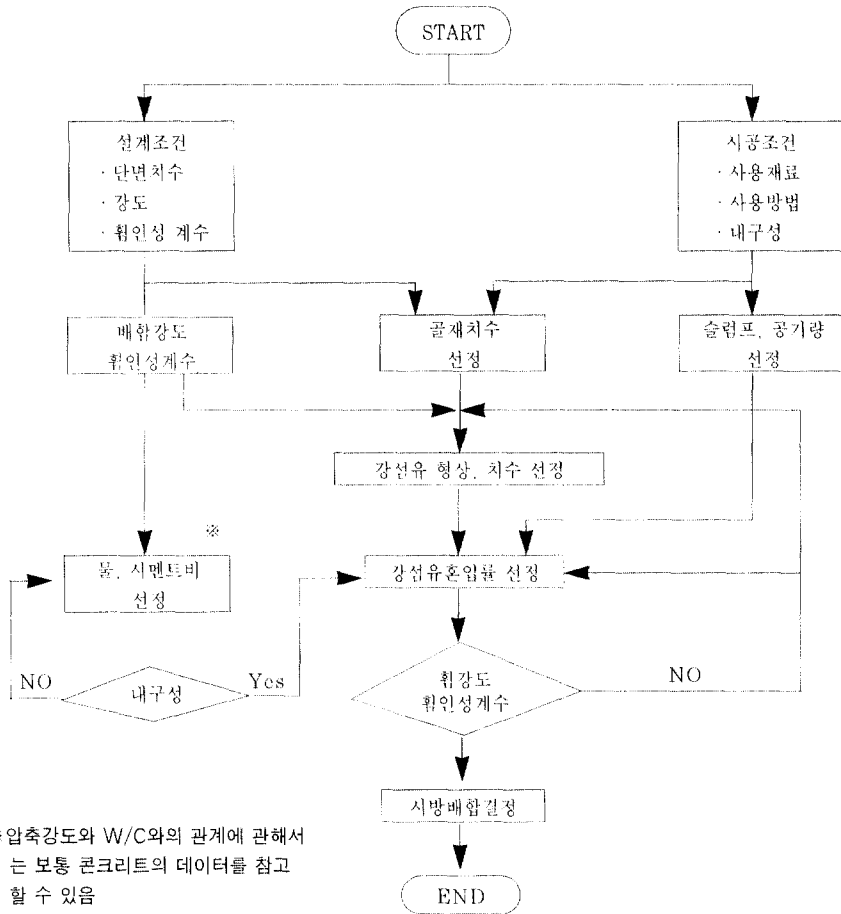 START
설계조건
· 단면치수
· 강도
· 휨인성 계수
시공조건
· 사용재료
· 사용방법
· 내구성
배합강도
휨인성계수
골재치수
선정
슬럼프, 공기량
선정
강섬유 형상, 치수 선정
※
물, 시멘트비
선정
강섬유혼입률 선정
NO
내구성
Yes
휨강도
휨인성계수
NO
시방배합결정
※압축강도와 W/C와의 관계에 관해서
는 보통 콘크리트의 데이터를 참고
할 수 있음
END